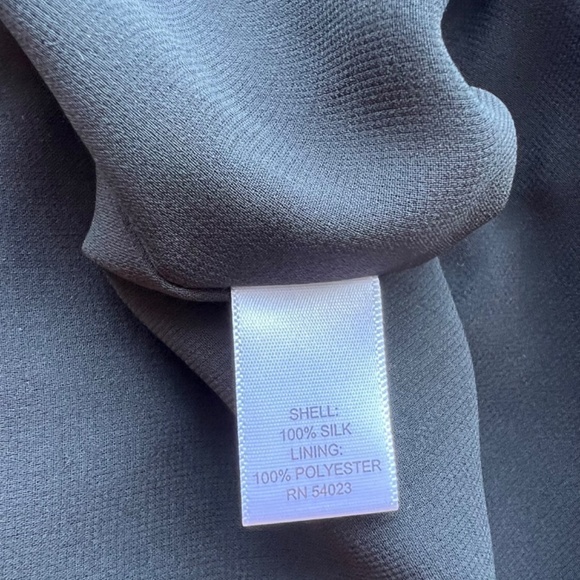 SHELL:
100% SILK
LINING:
100% POLYESTER
RN 54023